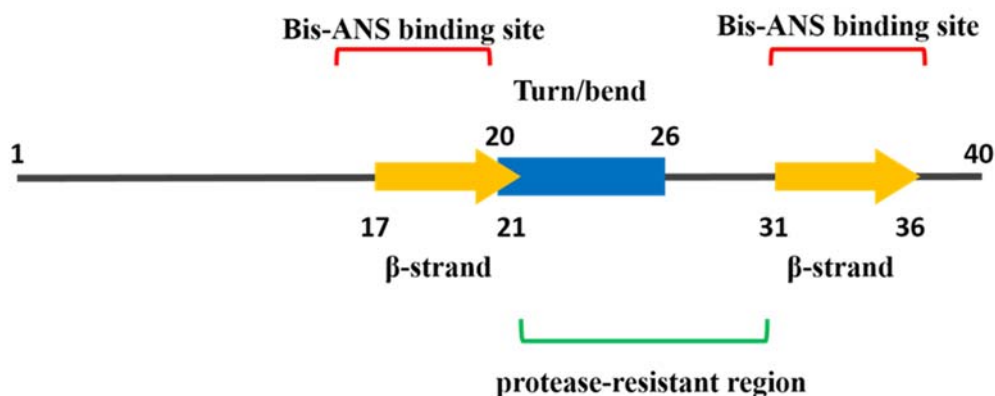 Bis-ANS binding site Bis-ANS binding site
Turn/bend
1 20 26 40
17 21 31 36
β-strand β-strand
protease-resistant region